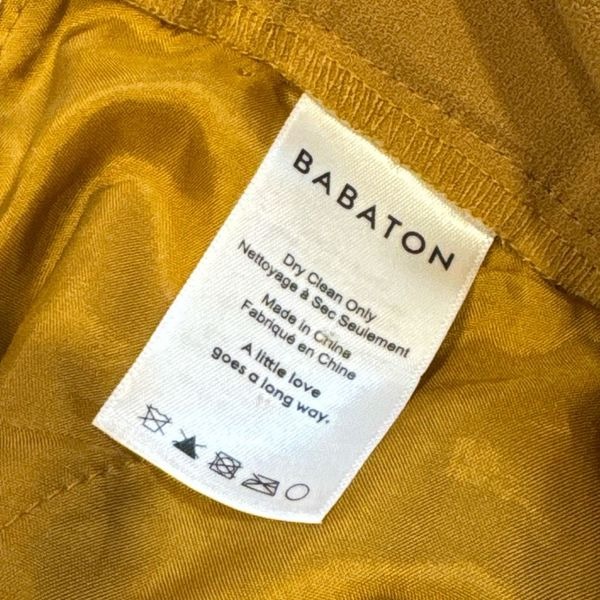 BABATON
Dry Clean Only
Nettoyage à Sec Seulement
Made in China
Fabriqué en Chine
A little love
goes a long way.